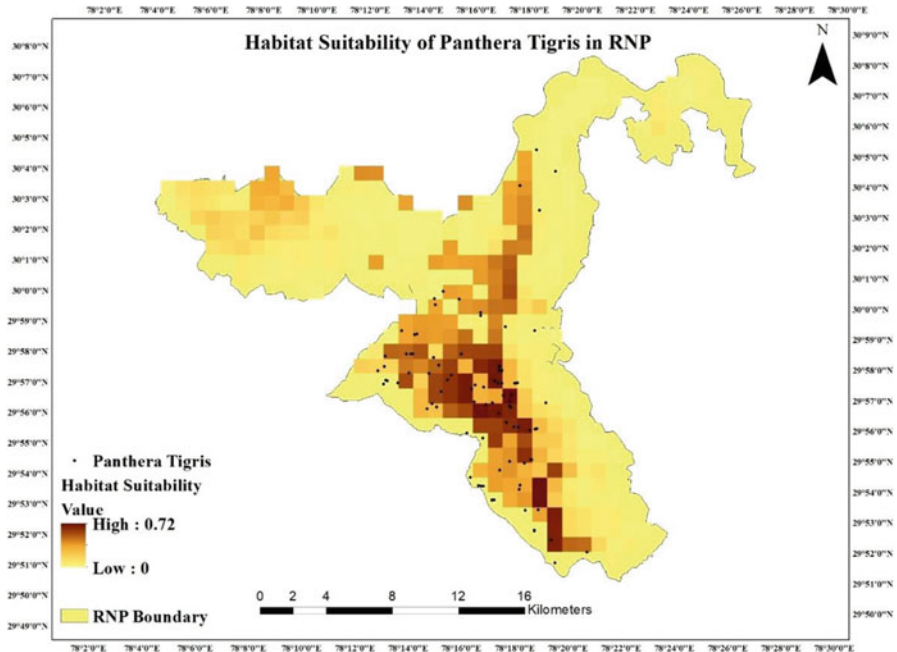 78°2'0"E 78°4'0"E 78°6'0"E 78°8'0"E 78°10'0"E 78°12'0"E 78°14'0"E 78°16'0"E 78°18'0"E 78°20'0"E 78°22'0"E 78°24'0"E 78°26'0"E 78°28'0"E 78°30'0"E
Habitat Suitability of Panthera Tigris in RNP
N
30°8'0"N
30°7'0"N
30°6'0"N
30°5'0"N
30°4'0"N
30°3'0"N
30°2'0"N
30°1'0"N
30°0'0"N
29°59'0"N
29°58'0"N
29°57'0"N
29°56'0"N
29°55'0"N
29°54'0"N
29°53'0"N
29°52'0"N
29°51'0"N
29°50'0"N
29°49'0"N
30°9'0"N
30°8'0"N
30°7'0"N
30°6'0"N
30°5'0"N
30°4'0"N
30°3'0"N
30°2'0"N
30°1'0"N
30°0'0"N
29°59'0"N
29°58'0"N
29°57'0"N
29°56'0"N
29°55'0"N
29°54'0"N
29°53'0"N
29°52'0"N
29°51'0"N
29°50'0"N
Panthera Tigris
Habitat Suitability
Value
High : 0.72
Low : 0
RNP Boundary
0 2 4 8 12 16
Kilometers
78°2'0"E 78°4'0"E 78°6'0"E 78°8'0"E 78°10'0"E 78°12'0"E 78°14'0"E 78°16'0"E 78°18'0"E 78°20'0"E 78°22'0"E 78°24'0"E 78°26'0"E 78°28'0"E 78°30'0"E